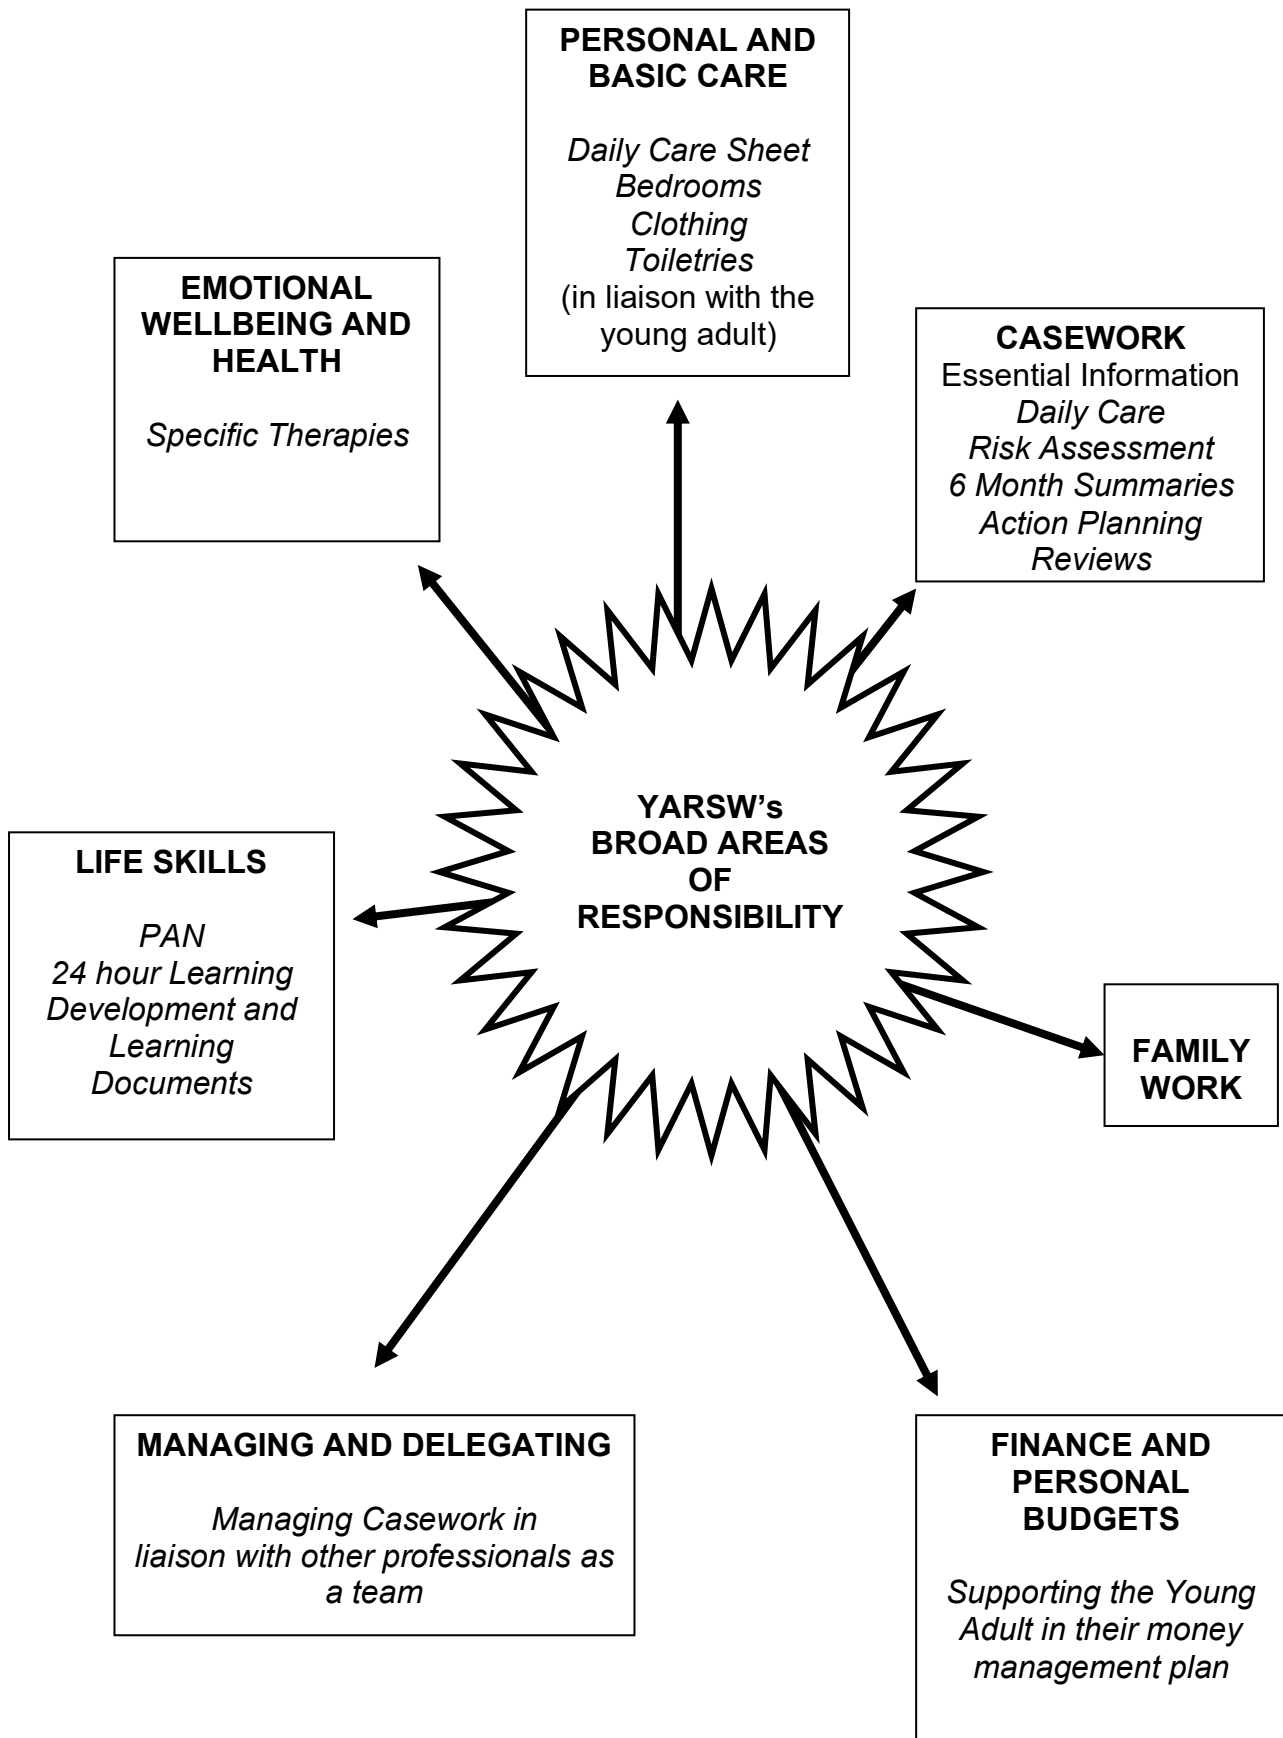 PERSONAL AND
BASIC CARE
Daily Care Sheet
Bedrooms
Clothing
Toiletries
(in liaison with the
young adult)
EMOTIONAL
WELLBEING AND
HEALTH
Specific Therapies
CASEWORK
Essential Information
Daily Care
Risk Assessment
6 Month Summaries
Action Planning
Reviews
YARSW’s
BROAD AREAS
OF
RESPONSIBILITY
LIFE SKILLS
PAN
24 hour Learning
Development and
Learning
Documents
FAMILY
WORK
MANAGING AND DELEGATING
Managing Casework in
liaison with other professionals as
a team
FINANCE AND
PERSONAL
BUDGETS
Supporting the Young
Adult in their money
management plan